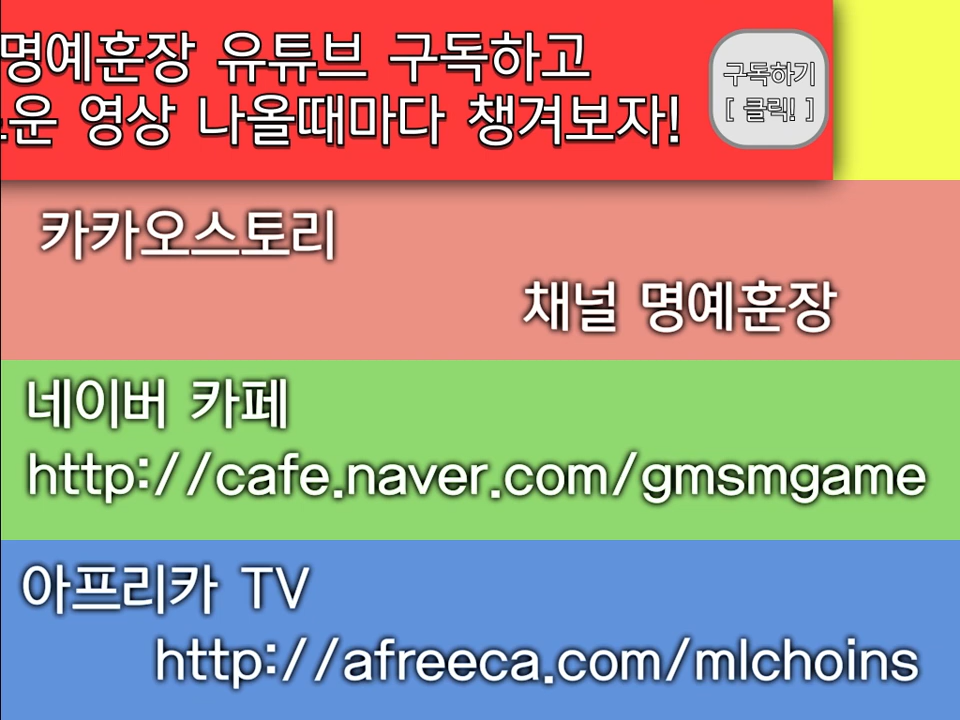 명예훈장 유튜브 구독하고
운 영상 나올때마다 챙겨보자!
구독하기
[ 클릭! ]
카카오스토리
채널 명예훈장
네이버 카페
http://cafe.naver.com/gmsmgame
아프리카 TV
http://afreeca.com/mlchoins